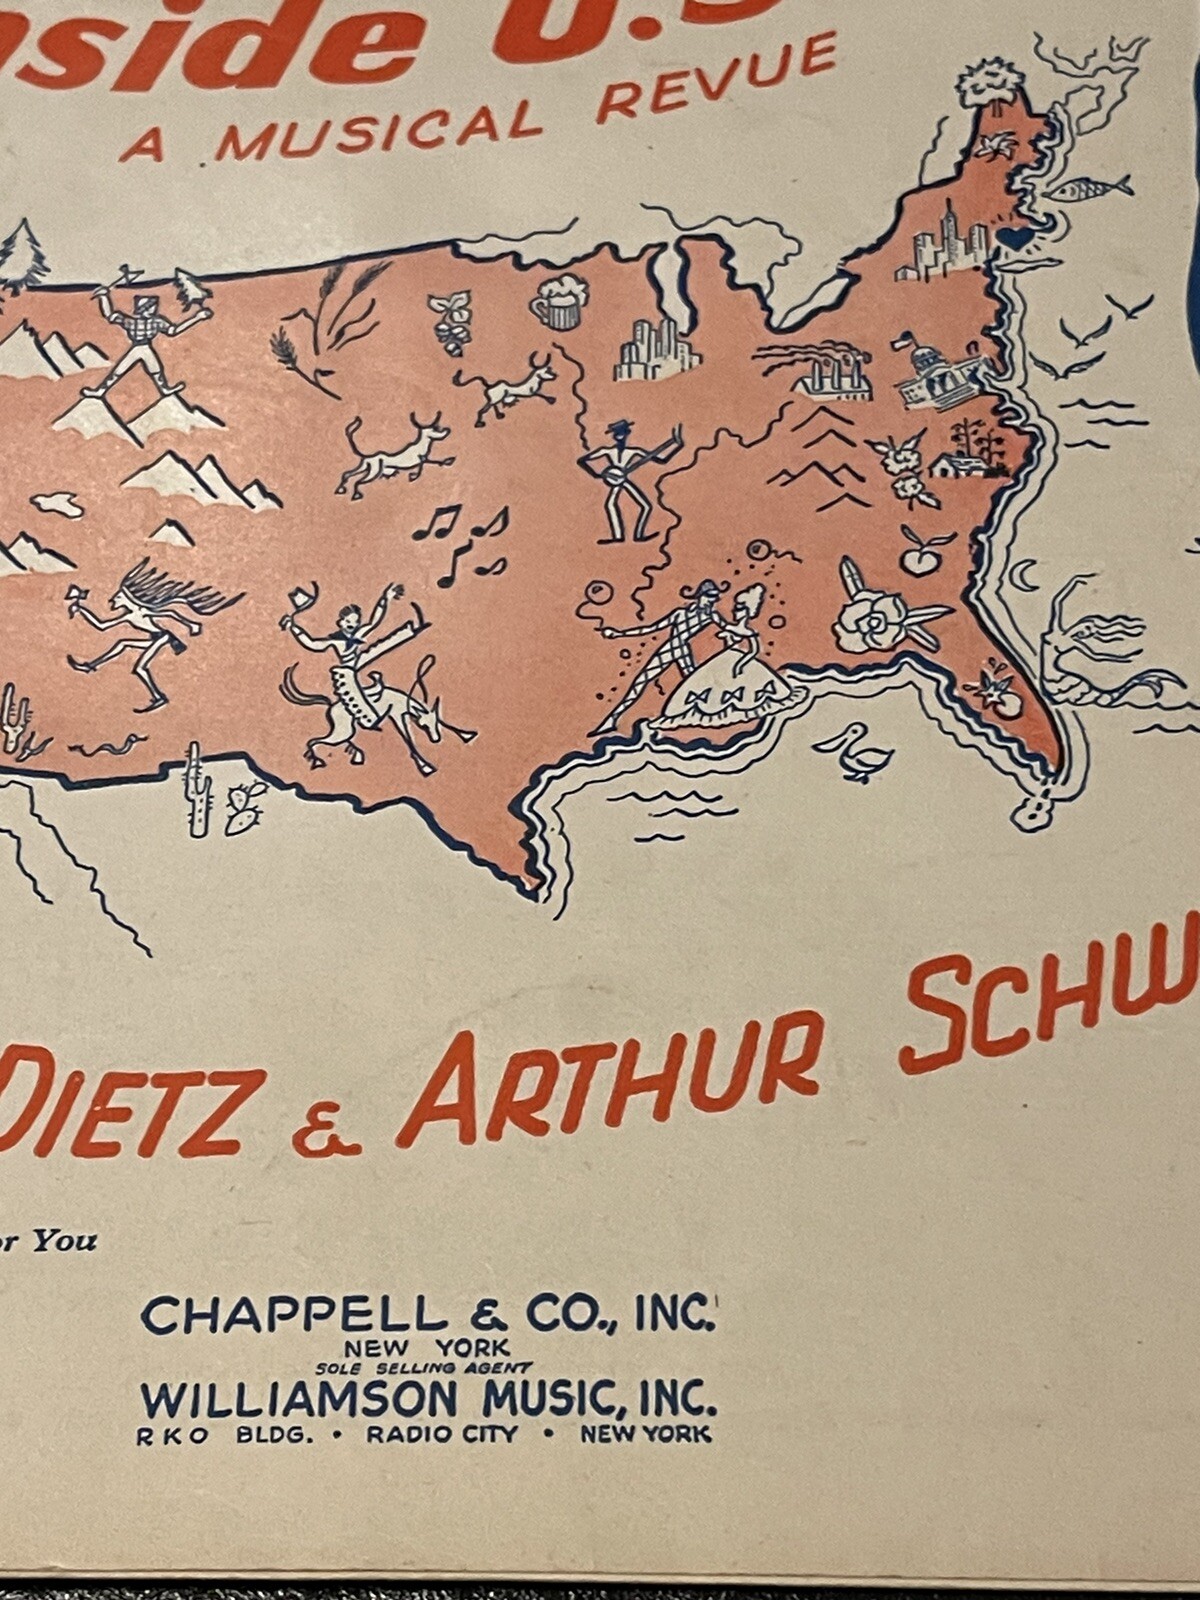 nside U.S
A MUSICAL REVUE
DIETZ & ARTHUR SCHW
or You
CHAPPELL & CO., INC.
NEW YORK
SOLE SELLING AGENT
WILLIAMSON MUSIC, INC.
RKO BLDG. • RADIO CITY • NEW YORK